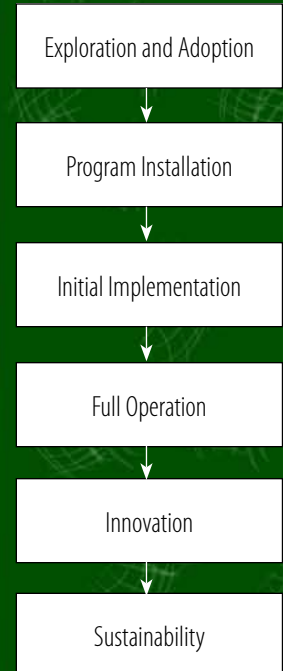 Exploration and Adoption
Program Installation
Initial Implementation
Full Operation
Innovation
Sustainability